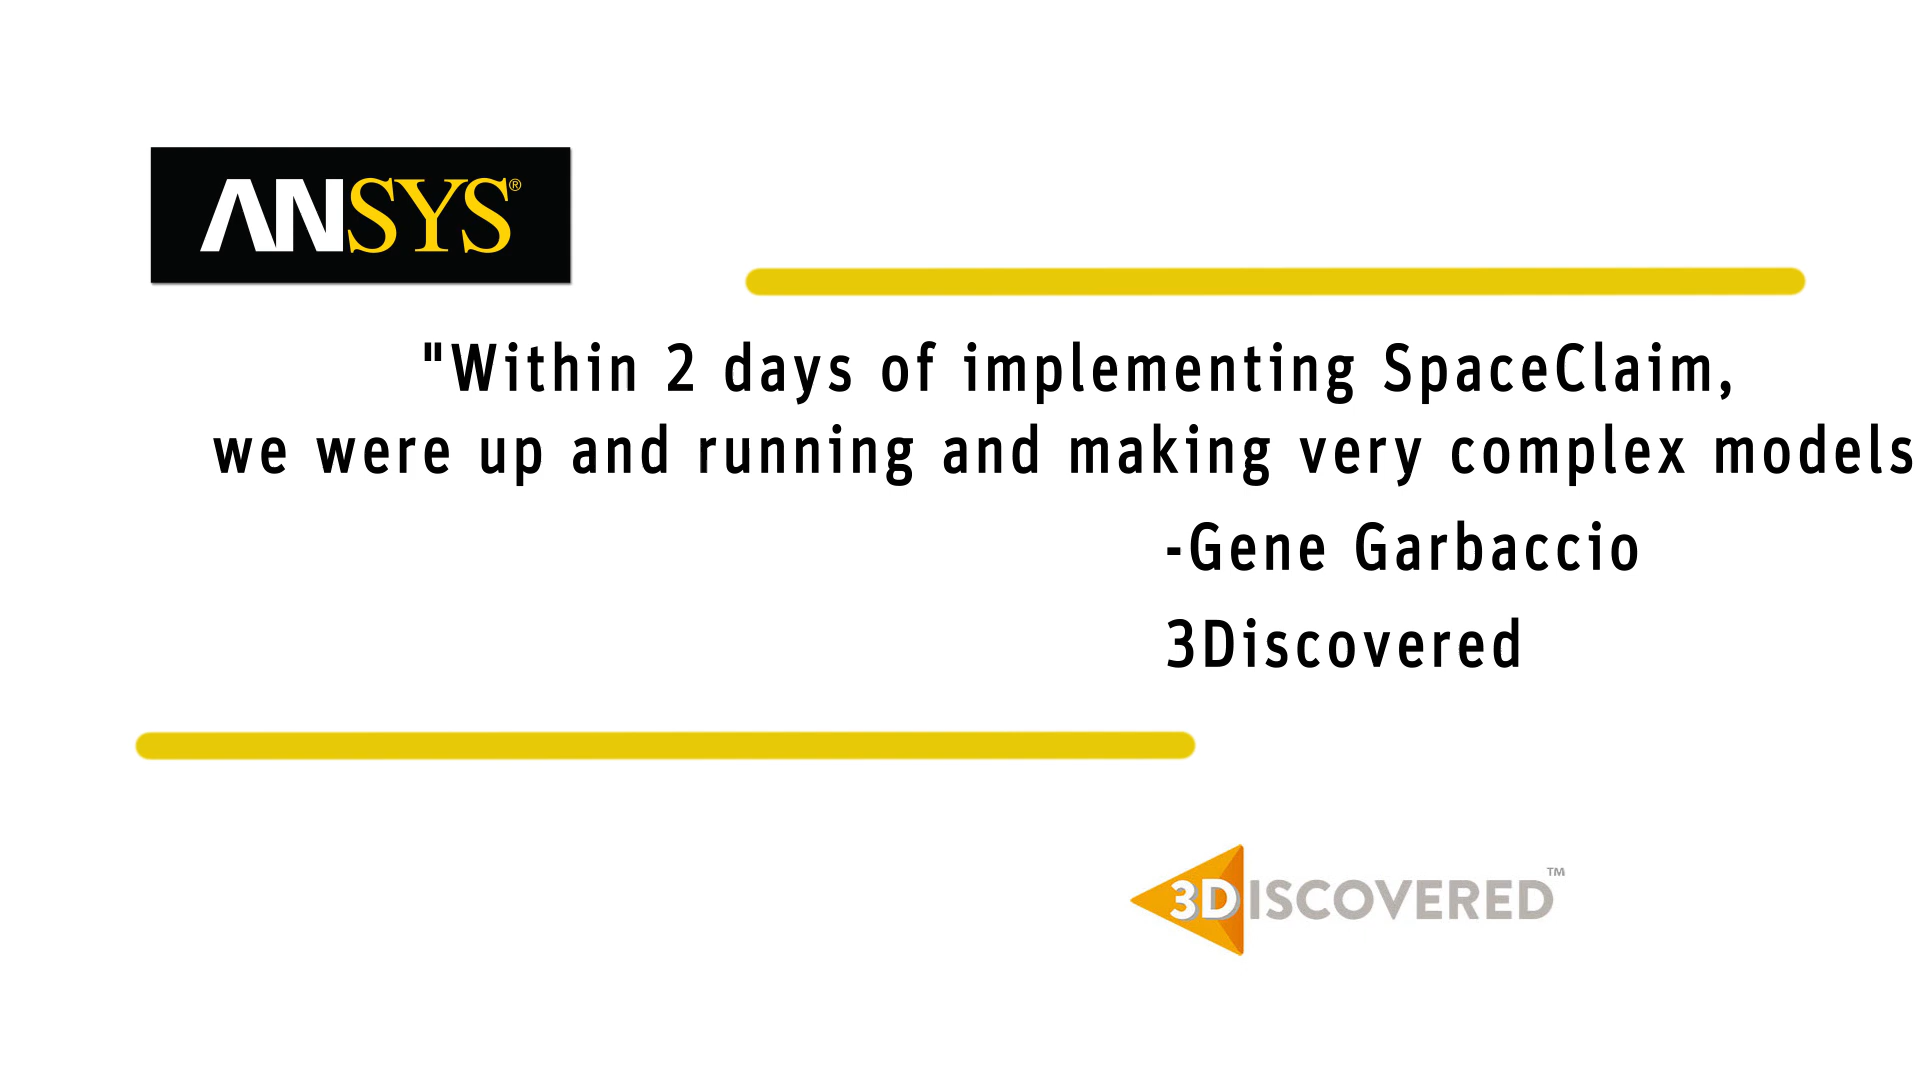 ANSYS®
"Within 2 days of implementing SpaceClaim,
we were up and running and making very complex models
-Gene Garbaccio
3Discovered
3DISCOVERED™